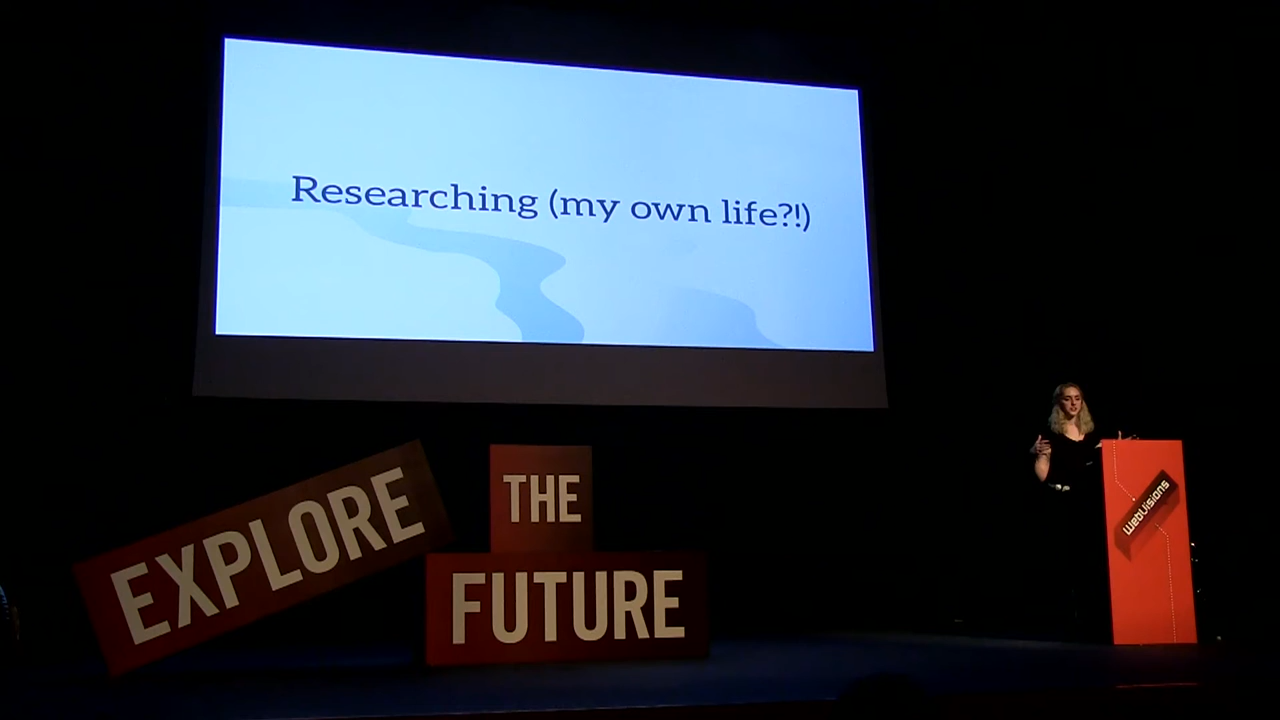 Researching (my own life?!)
EXPLORE
THE
FUTURE
WebVisions